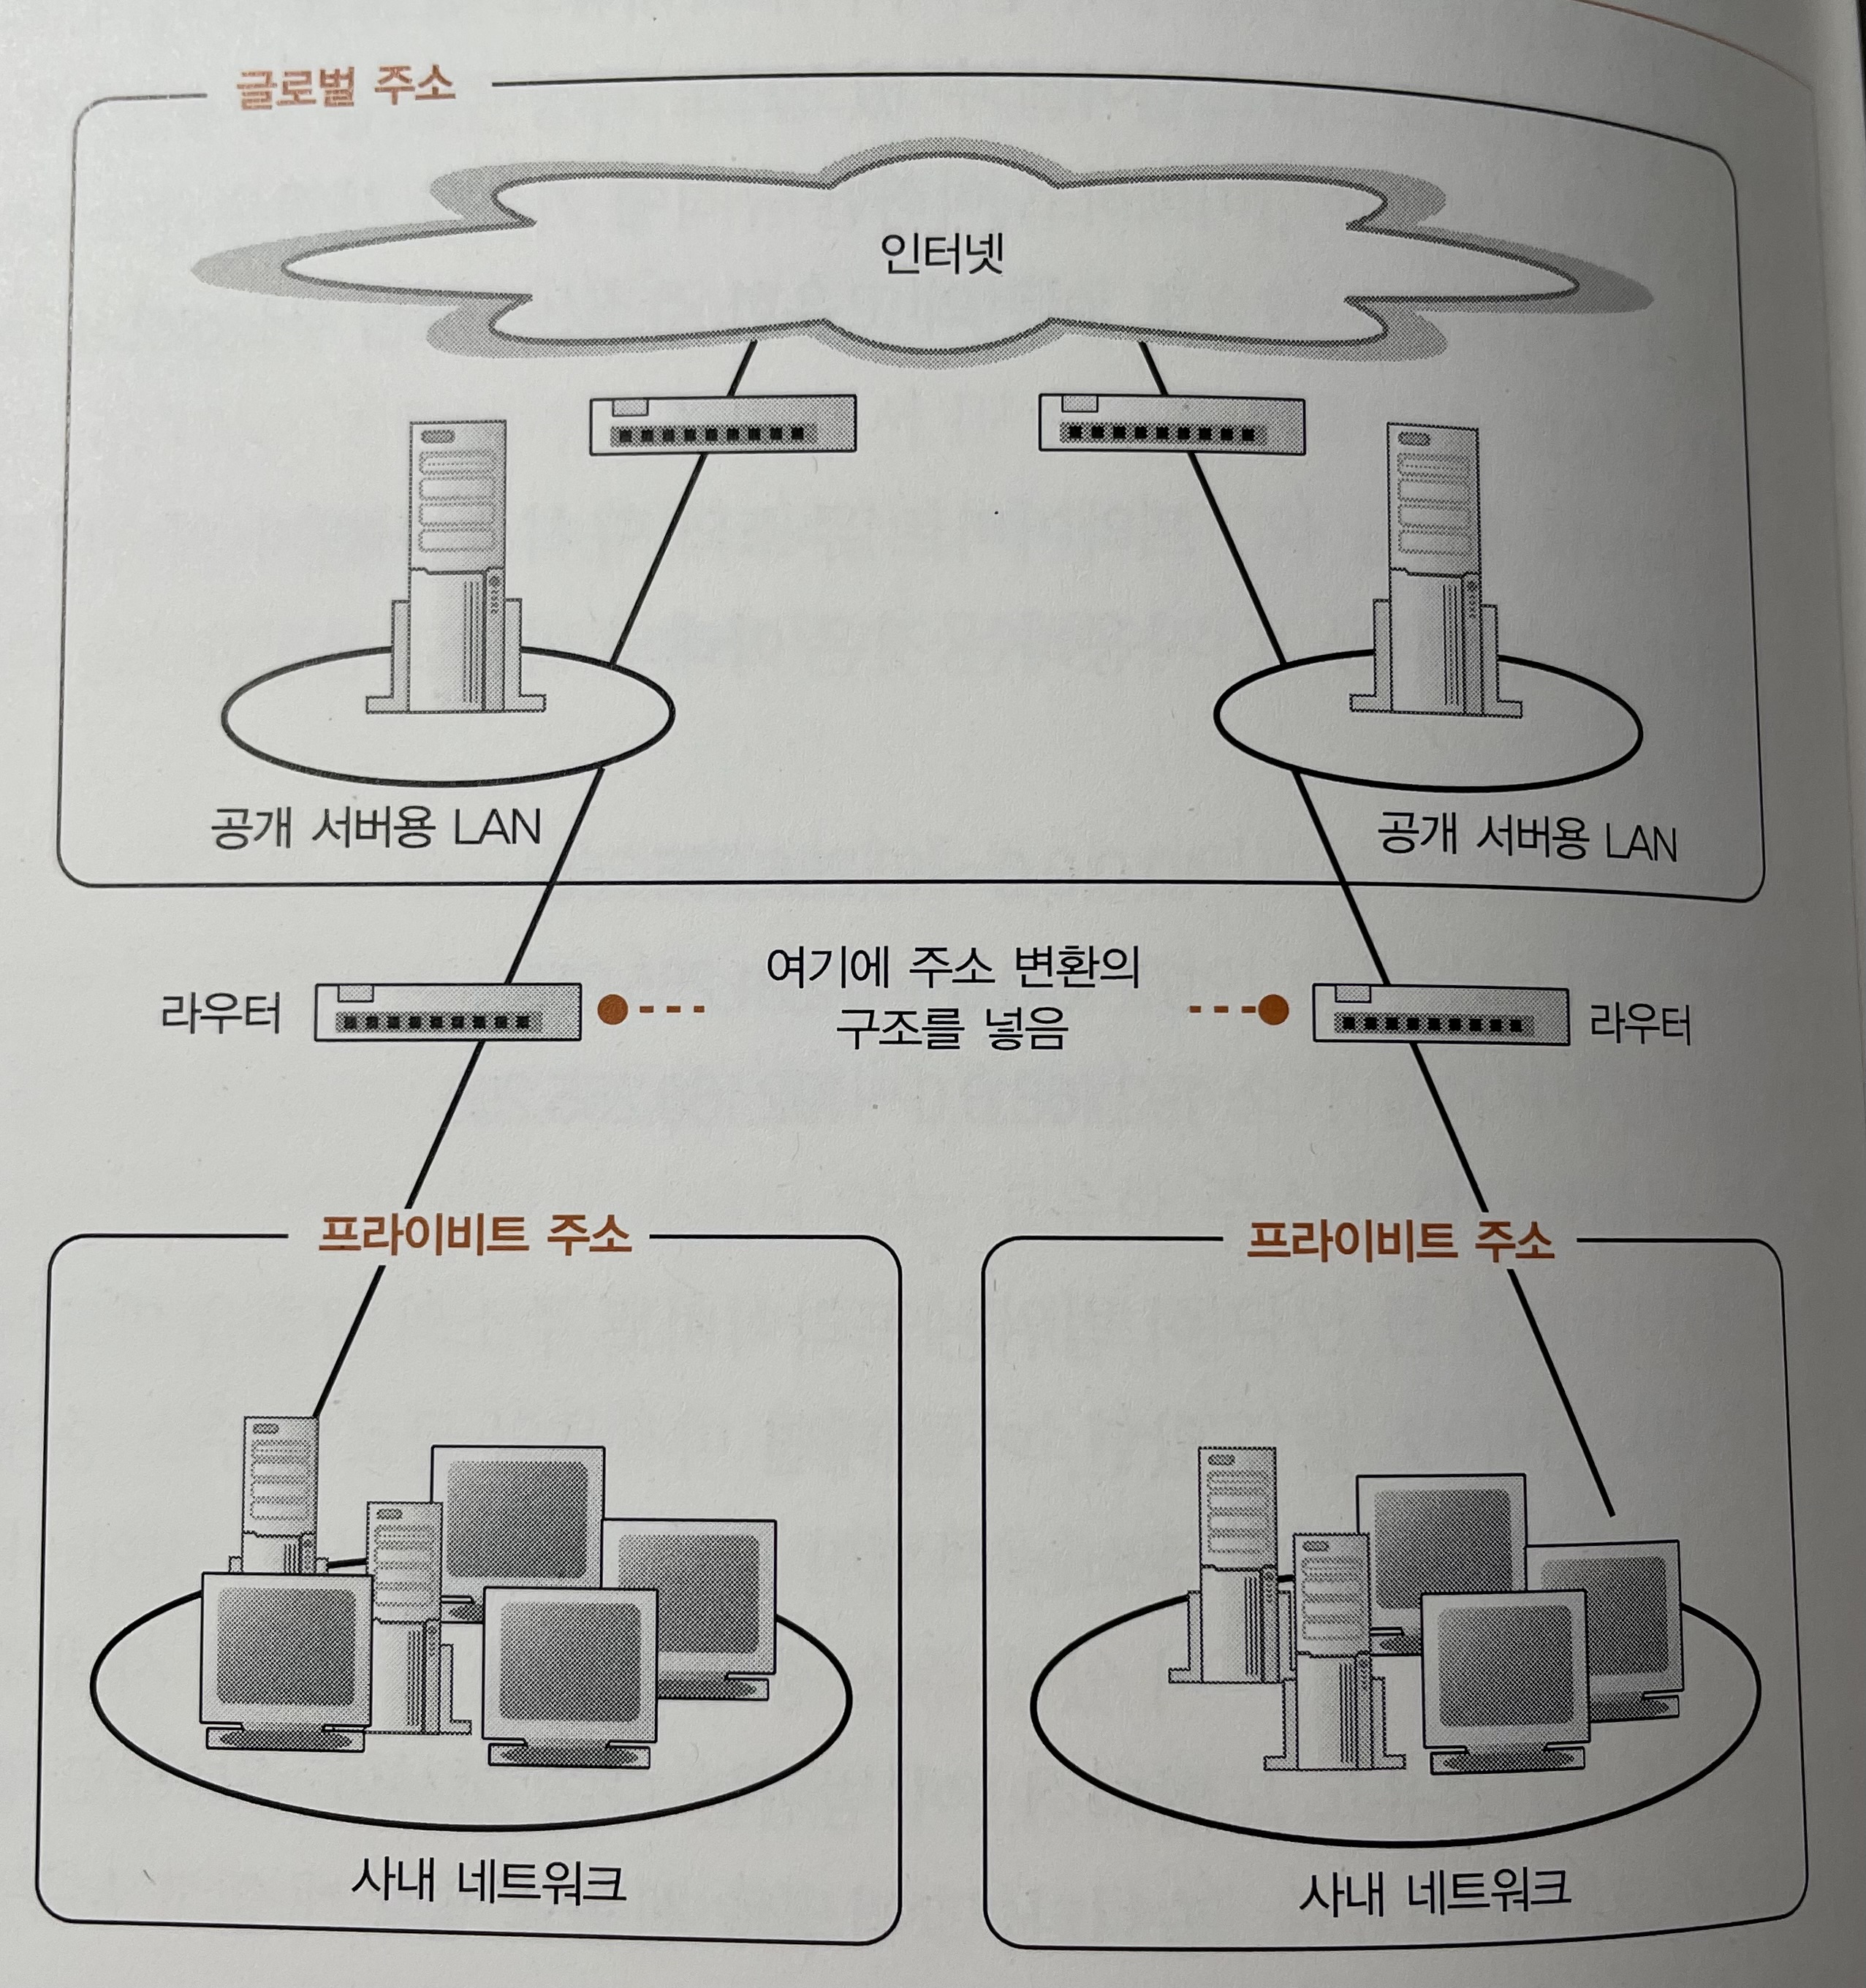 글로벌 주소
인터넷
공개 서버용 LAN
공개 서버용 LAN
여기에 주소 변환의
구조를 넣음
라우터
라우터
프라이비트 주소
프라이비트 주소
사내 네트워크
사내 네트워크